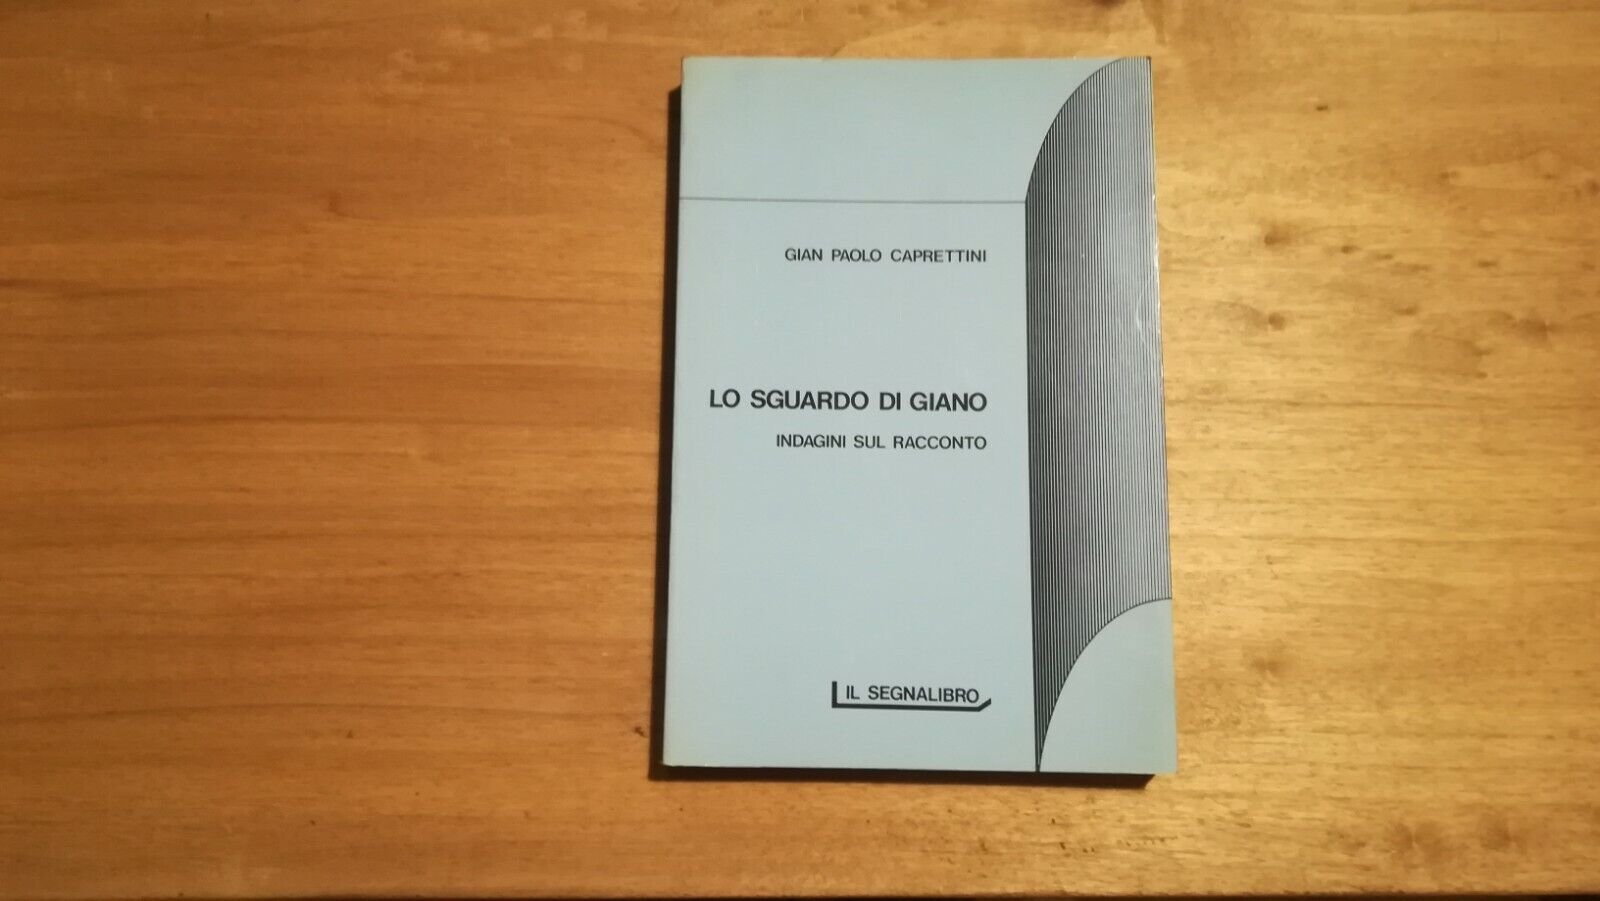 GIAN PAOLO CAPRETTINI
LO SGUARDO DI GIANO
INDAGINI SUL RACCONTO
IL SEGNALIBRO